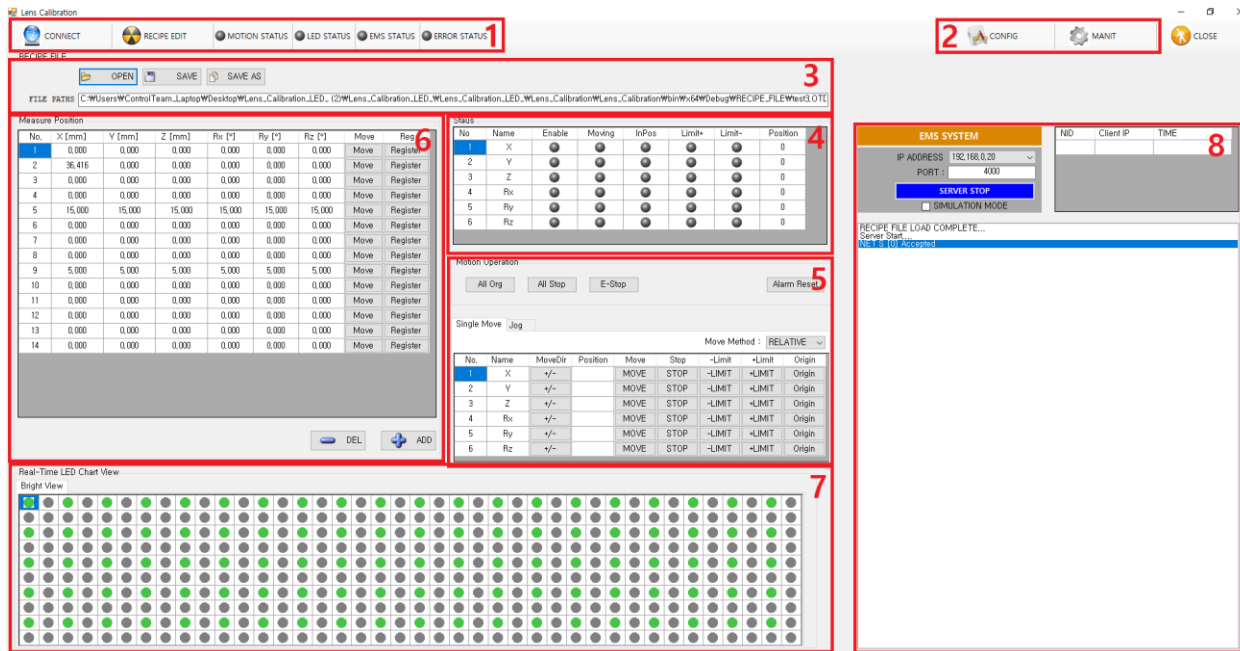 Lens Calibration
CONNECT RECIPE EDIT MOTION STATUS LED STATUS EMS STATUS ERROR STATUS 1 2 CONFIG MANIT CLOSE
RECIPE FILE
OPEN SAVE SAVE AS 3
FILE PATHS C:₩Users₩ControlTeam_Laptop₩Desktop₩Lens_Calibration_LED_ (2)₩Lens_Calibration_LED_₩Lens_Calibration_LED_₩Lens_Calibration₩Lens_Calibration₩bin₩x64₩Debug₩RECIPE_FILE₩test3,OTD
Measure Position
No, X [mm] Y [mm] Z [mm] Rx [°] Ry [°] Rz [°] Move Reg 6
1 0,000 0,000 0,000 0,000 0,000 0,000 Move Register
2 36,416 0,000 0,000 0,000 0,000 0,000 Move Register
3 0,000 0,000 0,000 0,000 0,000 0,000 Move Register
4 0,000 0,000 0,000 0,000 0,000 0,000 Move Register
5 15,000 15,000 15,000 15,000 15,000 15,000 Move Register
6 0,000 0,000 0,000 0,000 0,000 0,000 Move Register
7 0,000 0,000 0,000 0,000 0,000 0,000 Move Register
8 0,000 0,000 0,000 0,000 0,000 0,000 Move Register
9 5,000 5,000 5,000 5,000 5,000 5,000 Move Register
10 0,000 0,000 0,000 0,000 0,000 0,000 Move Register
11 0,000 0,000 0,000 0,000 0,000 0,000 Move Register
12 0,000 0,000 0,000 0,000 0,000 0,000 Move Register
13 0,000 0,000 0,000 0,000 0,000 0,000 Move Register
14 0,000 0,000 0,000 0,000 0,000 0,000 Move Register
DEL ADD
Staus
No Name Enable Moving InPos Limit+ Limit- Position 4
1 X 0
2 Y 0
3 Z 0
4 Rx 0
5 Ry 0
6 Rz 0
Motion Operation
All Org All Stop E-Stop Alarm Reset 5
Single Move Jog
Move Method : RELATIVE
No, Name MoveDir Position Move Stop -Limit +Limit Origin
1 X +/- MOVE STOP -LIMIT +LIMIT Origin
2 Y +/- MOVE STOP -LIMIT +LIMIT Origin
3 Z +/- MOVE STOP -LIMIT +LIMIT Origin
4 Rx +/- MOVE STOP -LIMIT +LIMIT Origin
5 Ry +/- MOVE STOP -LIMIT +LIMIT Origin
6 Rz +/- MOVE STOP -LIMIT +LIMIT Origin
Real-Time LED Chart View
Bright View 7
EMS SYSTEM NID Client IP TIME 8
IP ADDRESS 192,168,0,20
PORT : 4000
SERVER STOP
SIMULATION MODE
RECIPE FILE LOAD COMPLETE...
Server Start...
NET S [0] Accepted